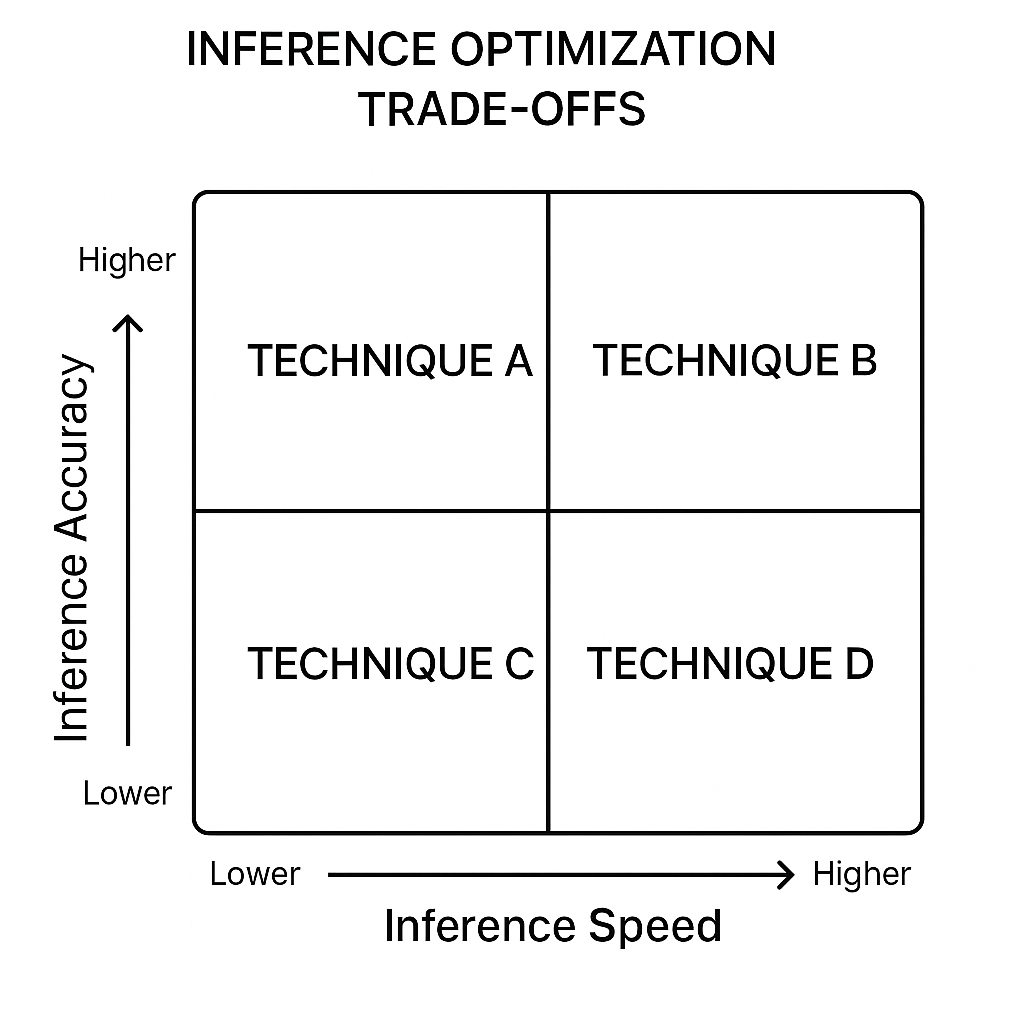 INFERENCE OPTIMIZATION
TRADE-OFFS
Higher
Inference Accuracy
Lower
TECHNIQUE A
TECHNIQUE B
TECHNIQUE C
TECHNIQUE D
Lower
Higher
Inference Speed